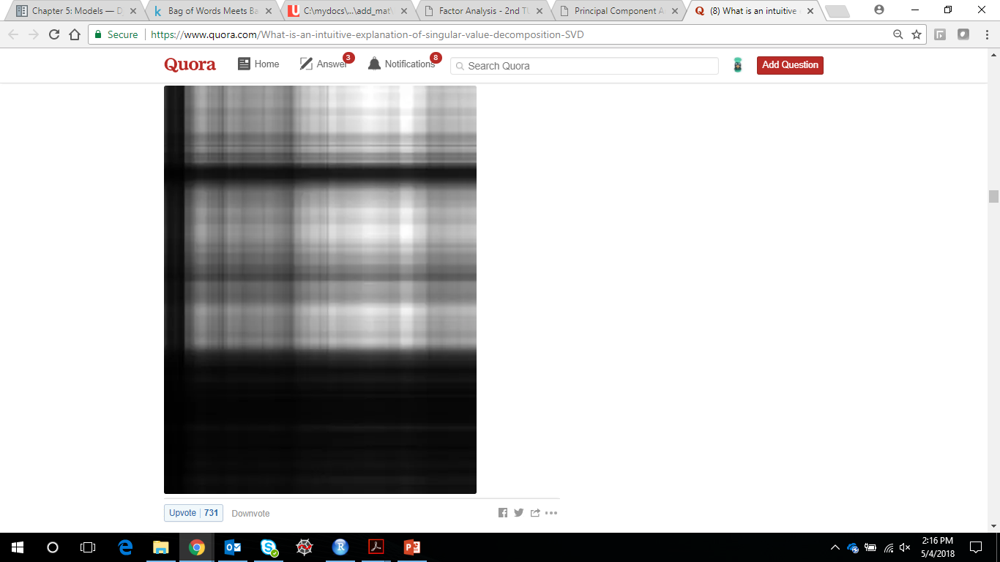 Chapter 5: Models — D
Bag of Words Meets Ba
C:\mydocs\...\add_mat\
Factor Analysis - 2nd TU
Principal Component A
(8) What is an intuitive
Secure https://www.quora.com/What-is-an-intuitive-explanation-of-singular-value-decomposition-SVD
Quora Home Answer 3 Notifications 8 Search Quora Add Question
Upvote 731 Downvote
2:16 PM
5/4/2018